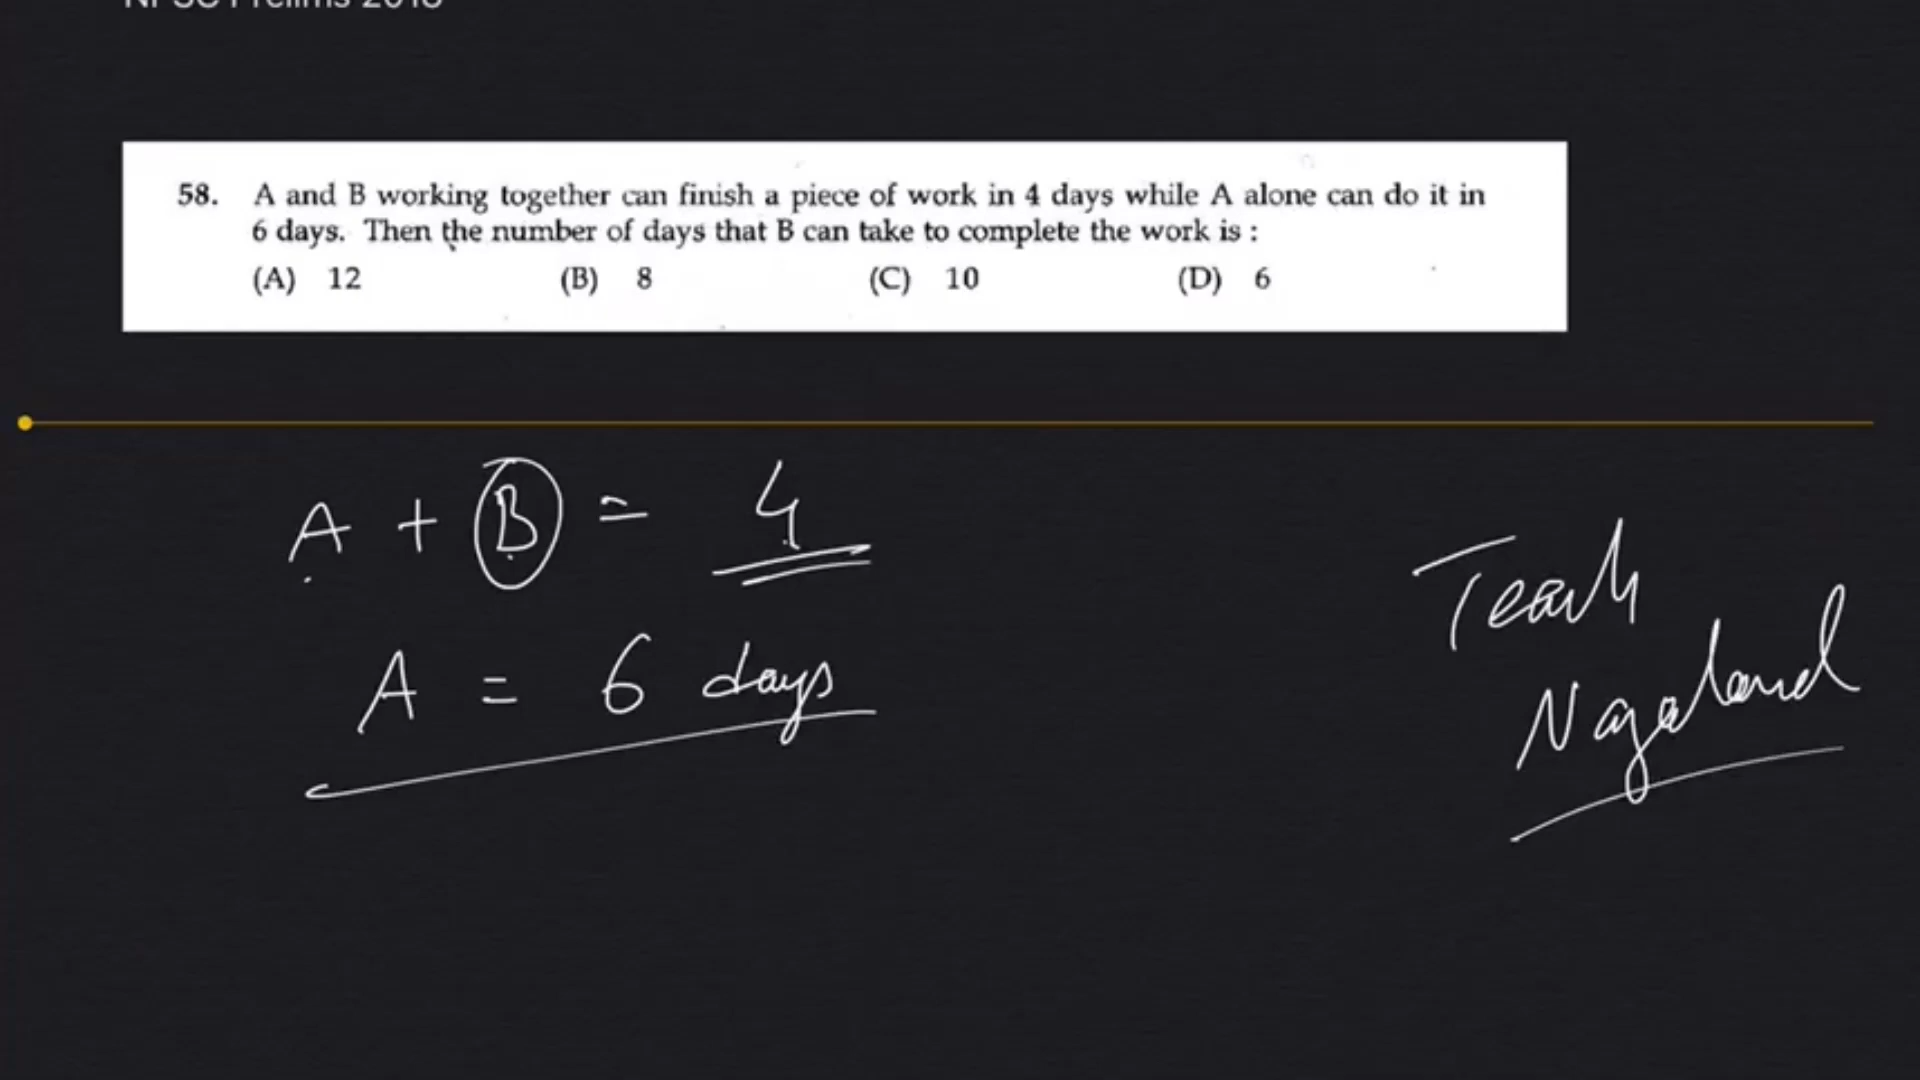 58. A and B working together can finish a piece of work in 4 days while A alone can do it in
6 days. Then the number of days that B can take to complete the work is :
(A) 12 (B) 8 (C) 10 (D) 6
A + B = 4
A = 6 days
Teach
Nagaland